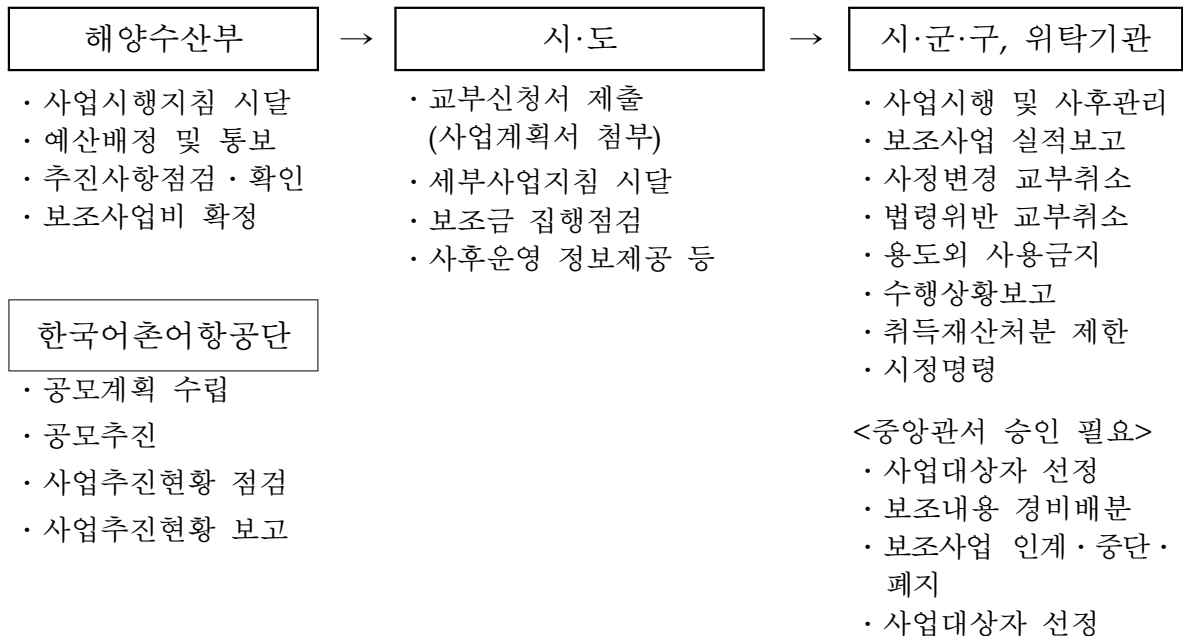 해양수산부
→
시·도
→
시·군·구, 위탁기관
· 사업시행지침 시달
· 예산배정 및 통보
· 추진사항점검·확인
· 보조사업비 확정
· 교부신청서 제출
(사업계획서 첨부)
· 세부사업지침 시달
· 보조금 집행점검
· 사후운영 정보제공 등
· 사업시행 및 사후관리
· 보조사업 실적보고
· 사정변경 교부취소
· 법령위반 교부취소
· 용도외 사용금지
· 수행상황보고
· 취득재산처분 제한
· 시정명령
<중앙관서 승인 필요>
· 사업대상자 선정
· 보조내용 경비배분
· 보조사업 인계·중단·
폐지
· 사업대상자 선정
한국어촌어항공단
· 공모계획 수립
· 공모추진
· 사업추진현황 점검
· 사업추진현황 보고